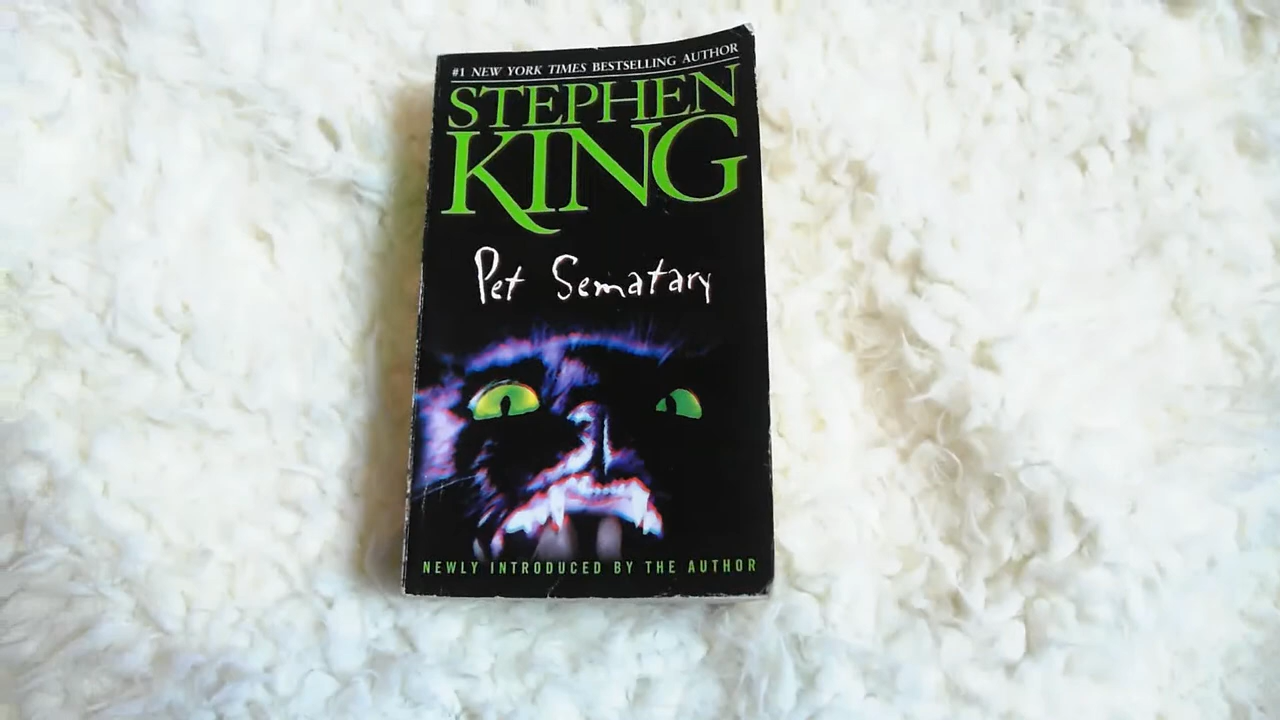 #1 NEW YORK TIMES BESTSELLING AUTHOR
STEPHEN
KING
Pet Sematary
NEWLY INTRODUCED BY THE AUTHOR